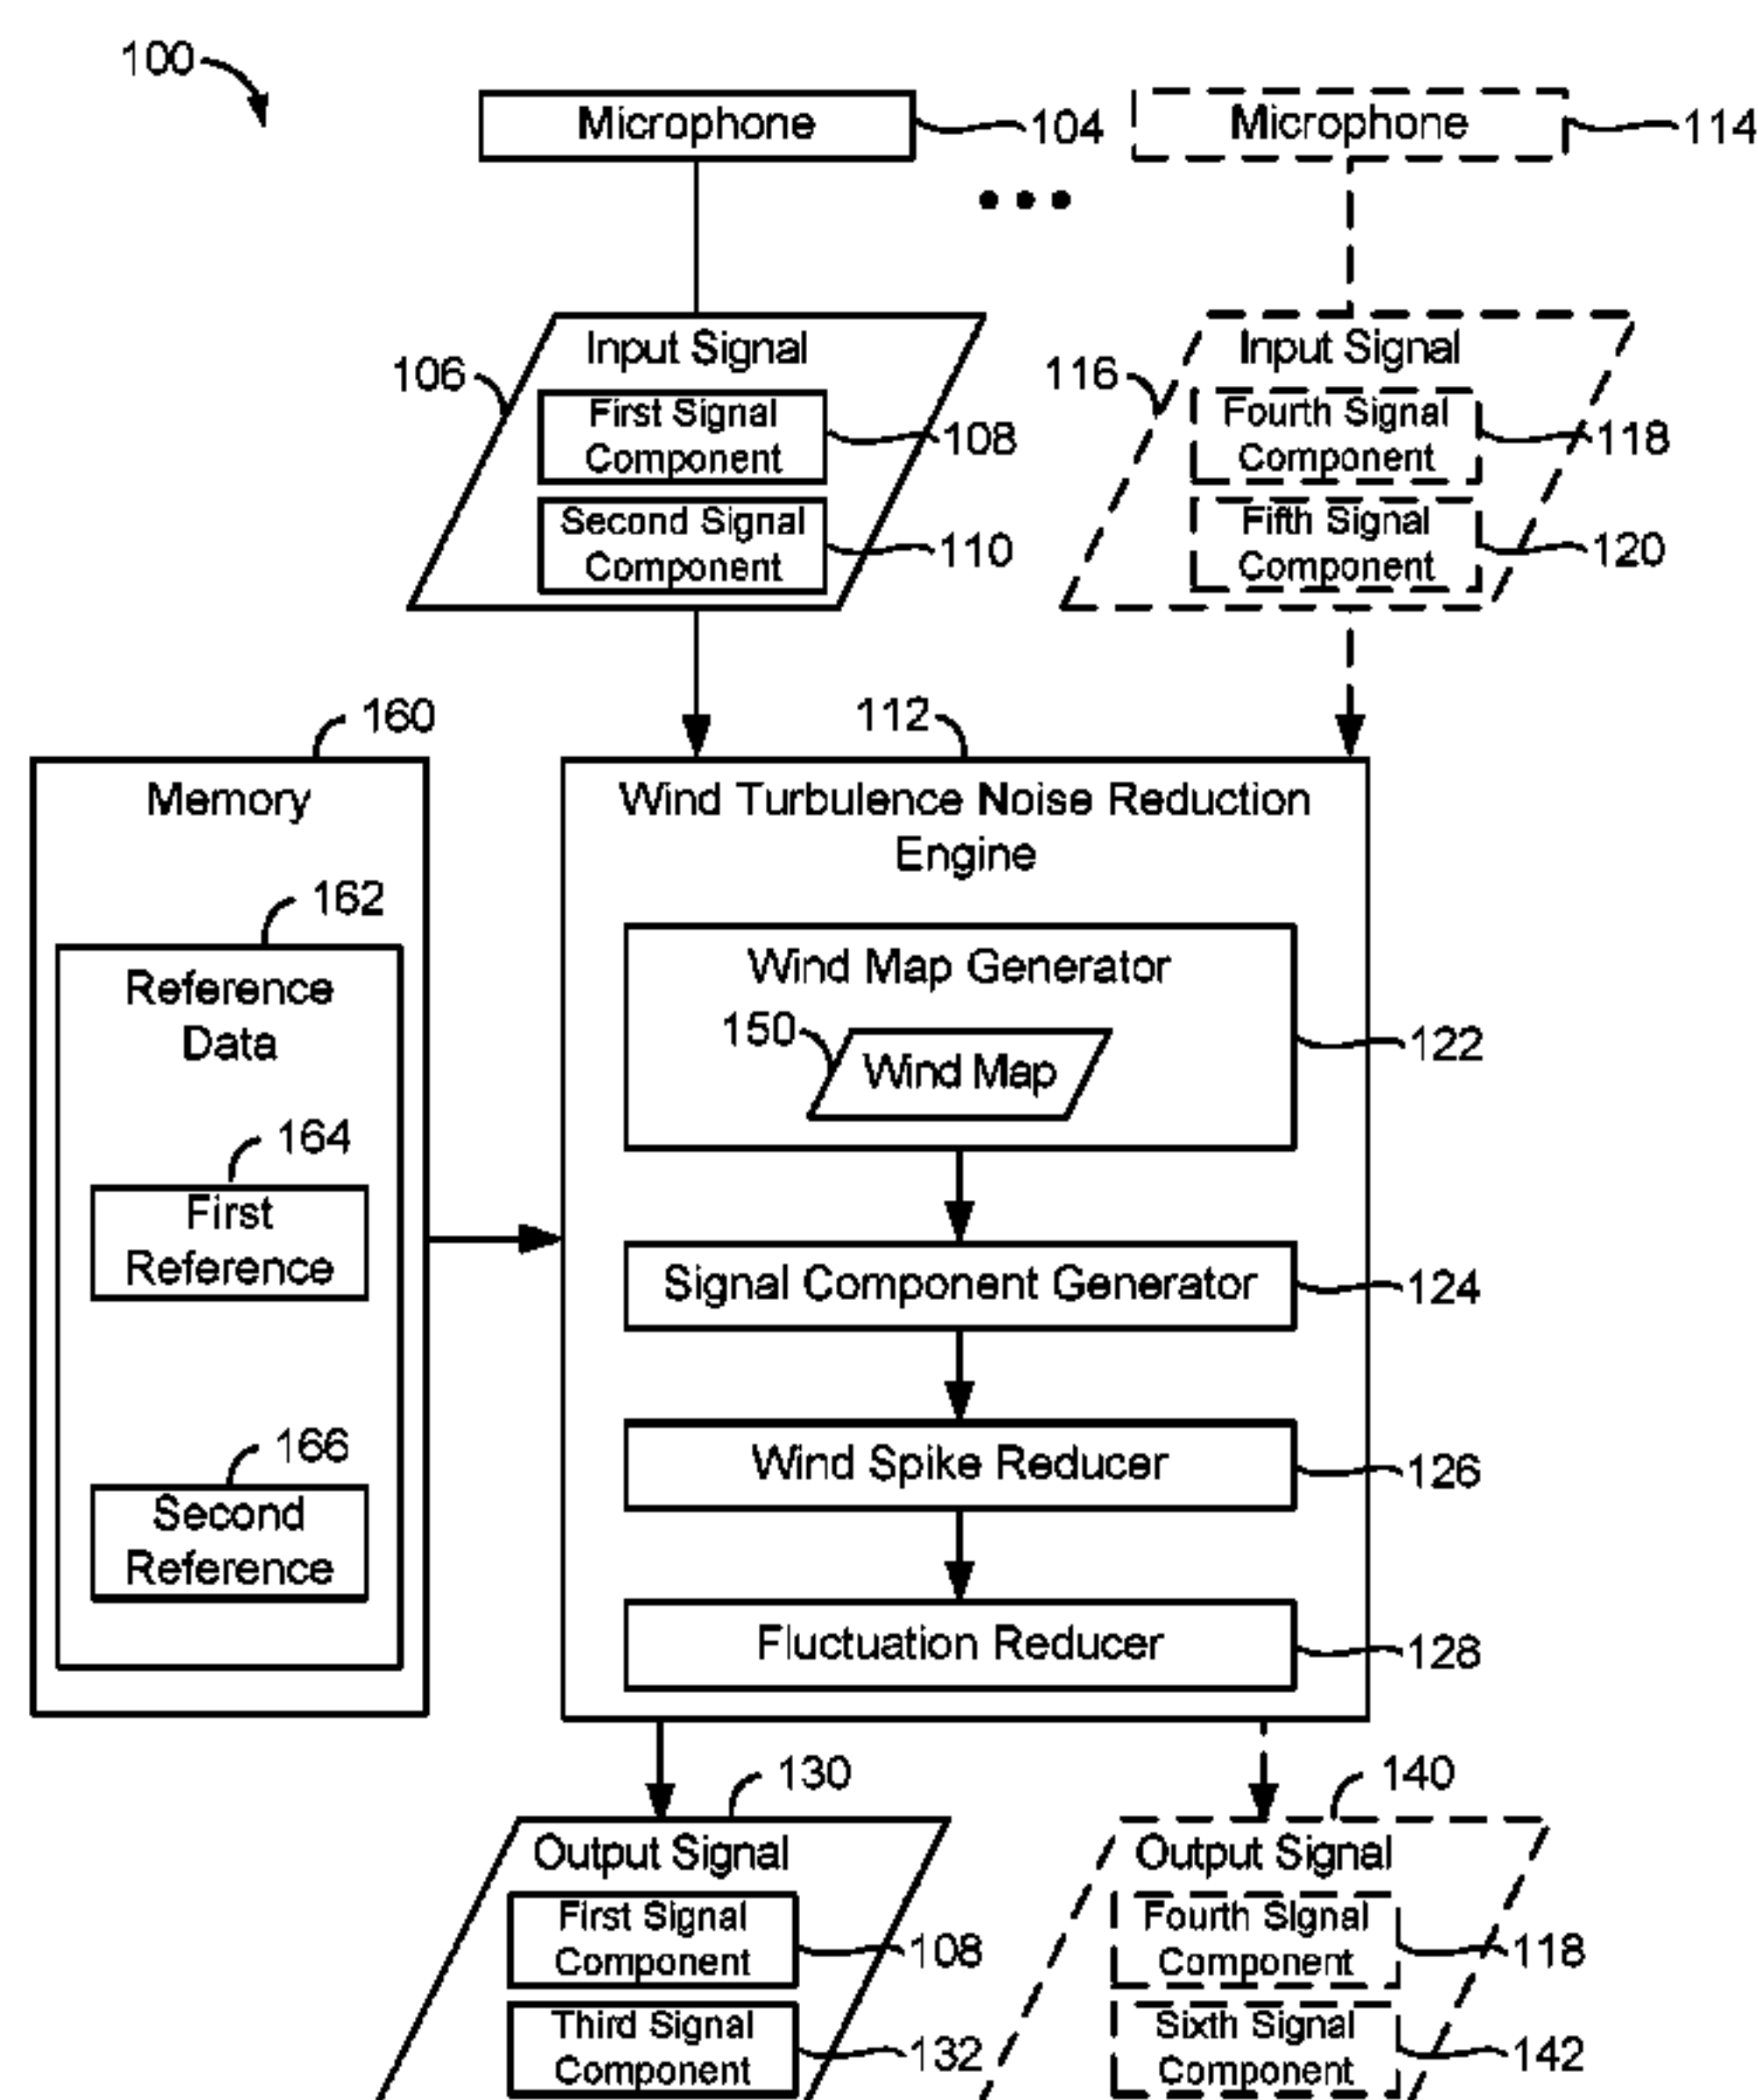 100
Microphone
104
Microphone
114
Input Signal
106
First Signal
Component
108
Second Signal
Component
110
Input Signal
116
Fourth Signal
Component
118
Fifth Signal
Component
120
160
Memory
162
Reference
Data
164
First
Reference
166
Second
Reference
112
Wind Turbulence Noise Reduction
Engine
Wind Map Generator
150
Wind Map
122
Signal Component Generator
124
Wind Spike Reducer
126
Fluctuation Reducer
128
130
Output Signal
First Signal
Component
108
Third Signal
Component
132
140
Output Signal
Fourth Signal
Component
118
Sixth Signal
Component
142